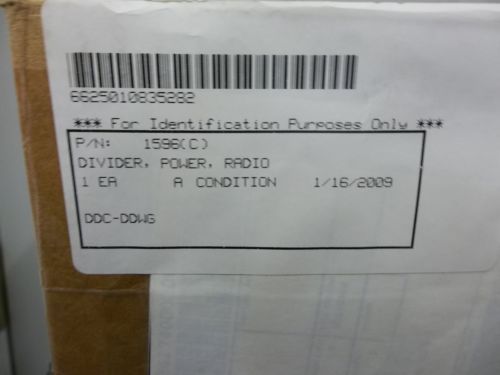 6625010835282
*** For Identification Purposes Only ***
P/N: 1596(C)
DIVIDER, POWER, RADIO
1 EA A CONDITION 1/16/2009
DDC-DDWG